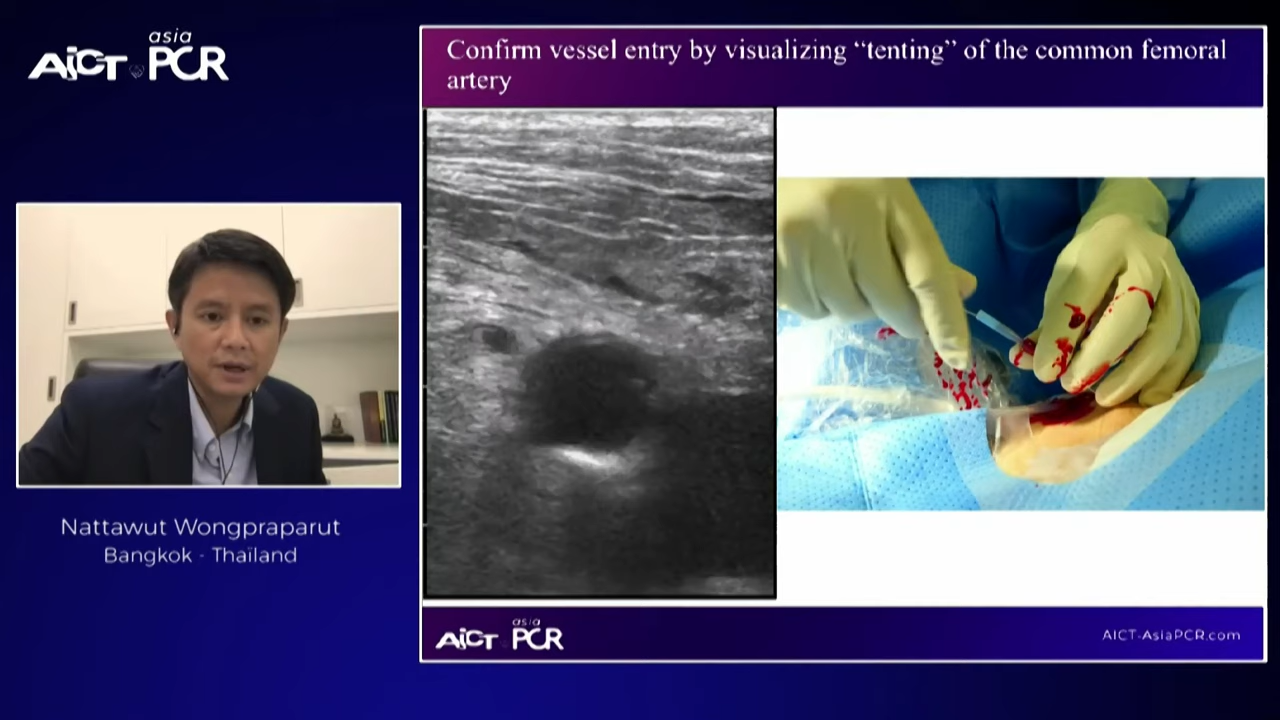 asia
AICT PCR
Confirm vessel entry by visualizing “tenting” of the common femoral
artery
Nattawut Wongpraparut
Bangkok - Thaïland
asia
AICT PCR
AICT-AsiaPCR.com